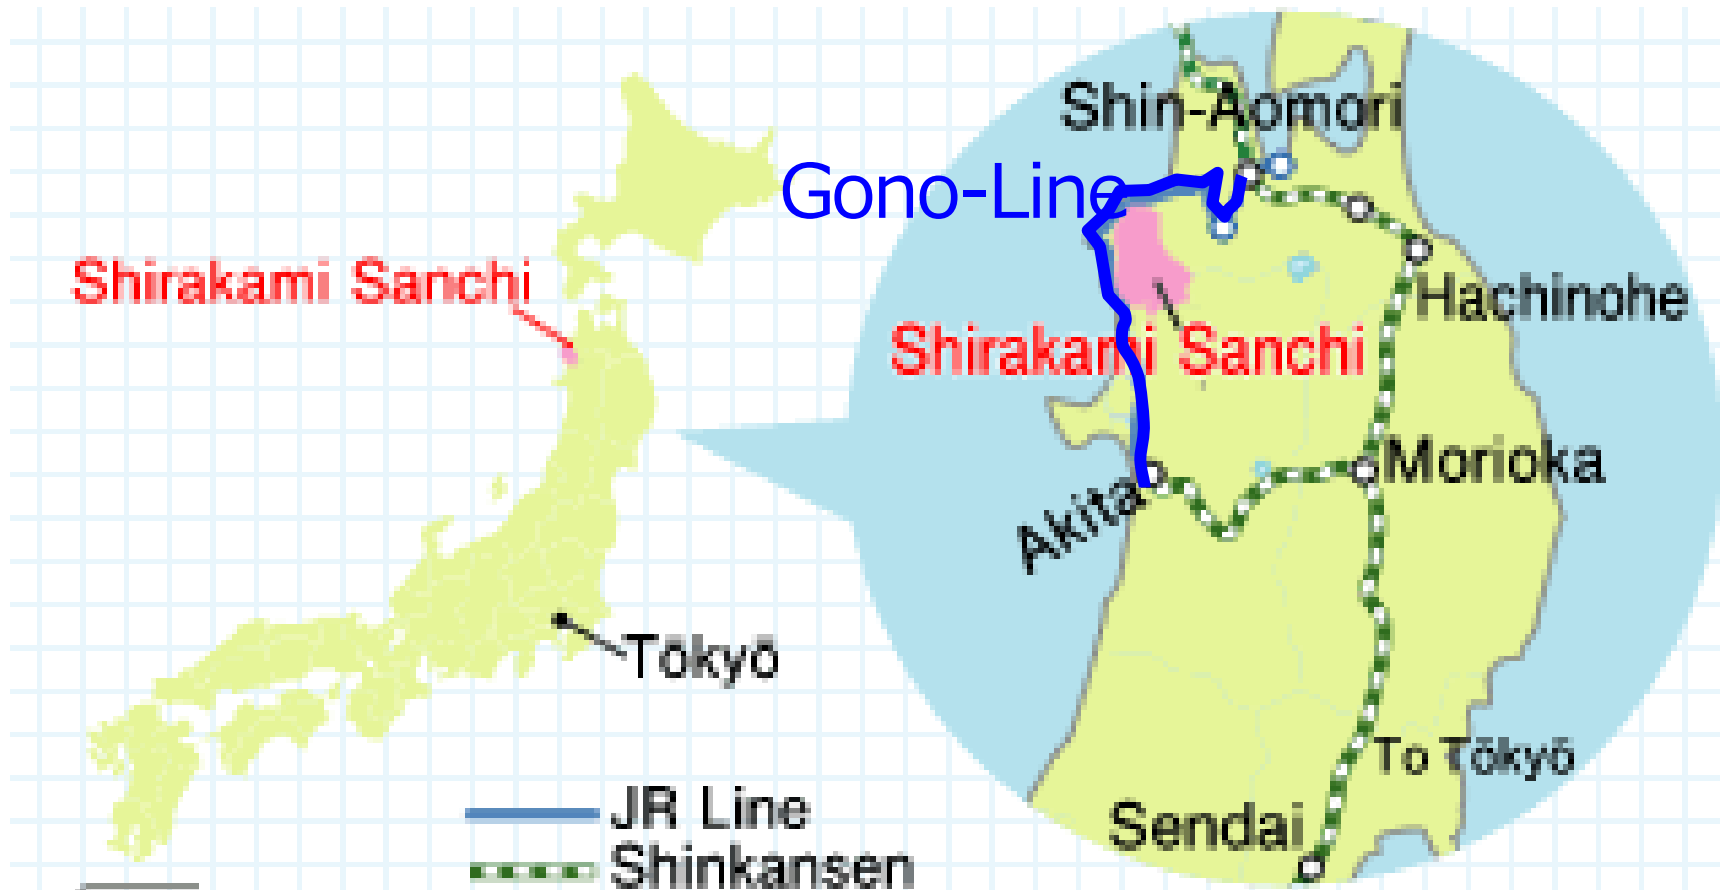 Shin-Aomori
Gono-Line
Shirakami Sanchi
Hachinohe
Shirakami Sanchi
Morioka
Akita
Tōkyō
To Tōkyō
JR Line
Sendai
Shinkansen